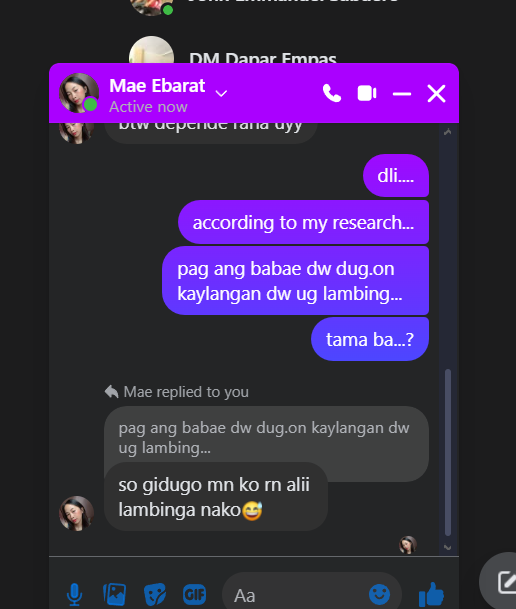 DM Dapar Empas
Mae Ebarat
Active now
btw depende rana uyy
dli....
according to my research...
pag ang babae dw dug.on
kaylangan dw ug lambing...
tama ba...?
Mae replied to you
pag ang babae dw dug.on kaylangan dw
ug lambing...
so gidugo mn ko rn alii
lambinga nako😅
GIF
Aa